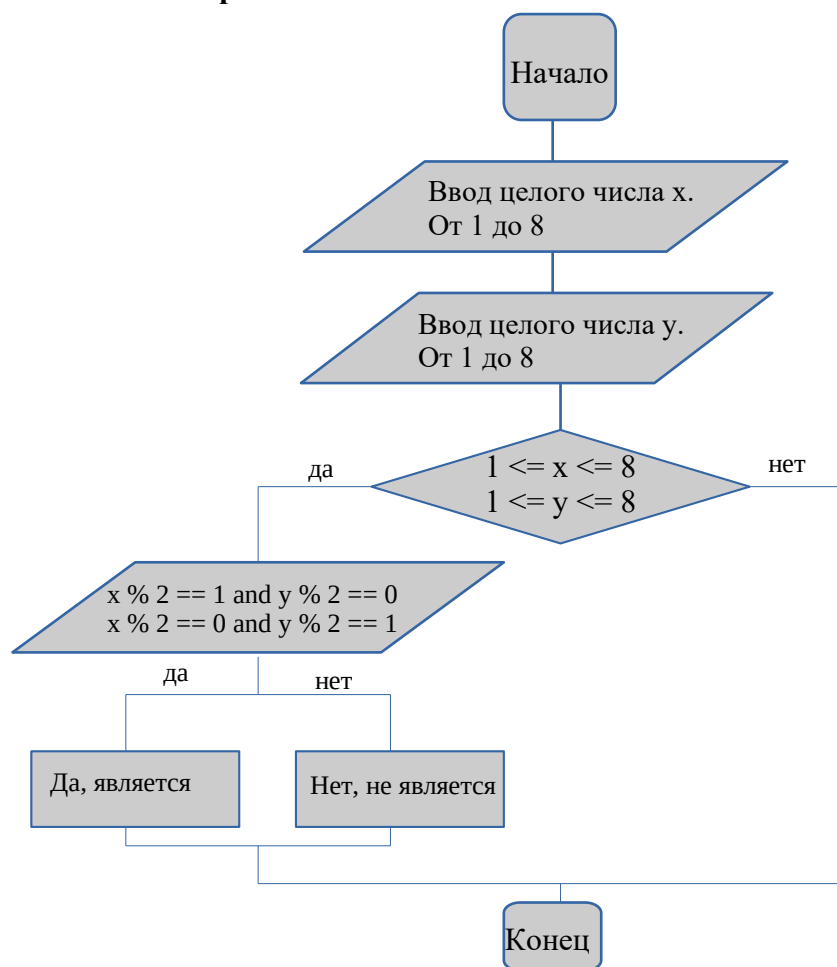 Начало
Ввод целого числа x.
От 1 до 8
Ввод целого числа y.
От 1 до 8
1 <= x <= 8
1 <= y <= 8
да
нет
x % 2 == 1 and y % 2 == 0
x % 2 == 0 and y % 2 == 1
да
нет
Да, является
Нет, не является
Конец